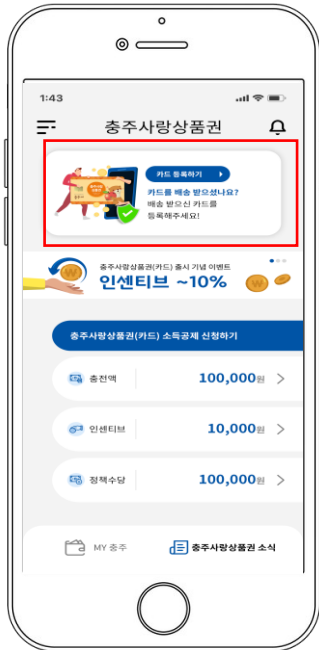 1:43
충주사랑상품권
카드 등록하기
카드를 배송 받으셨나요?
배송 받으신 카드를
등록해주세요!
충주사랑상품권(카드) 출시 기념 이벤트
인센티브 ~10%
충주사랑상품권(카드) 소득공제 신청하기
충전액 100,000원
인센티브 10,000원
정책수당 100,000원
MY 충주 충주사랑상품권 소식